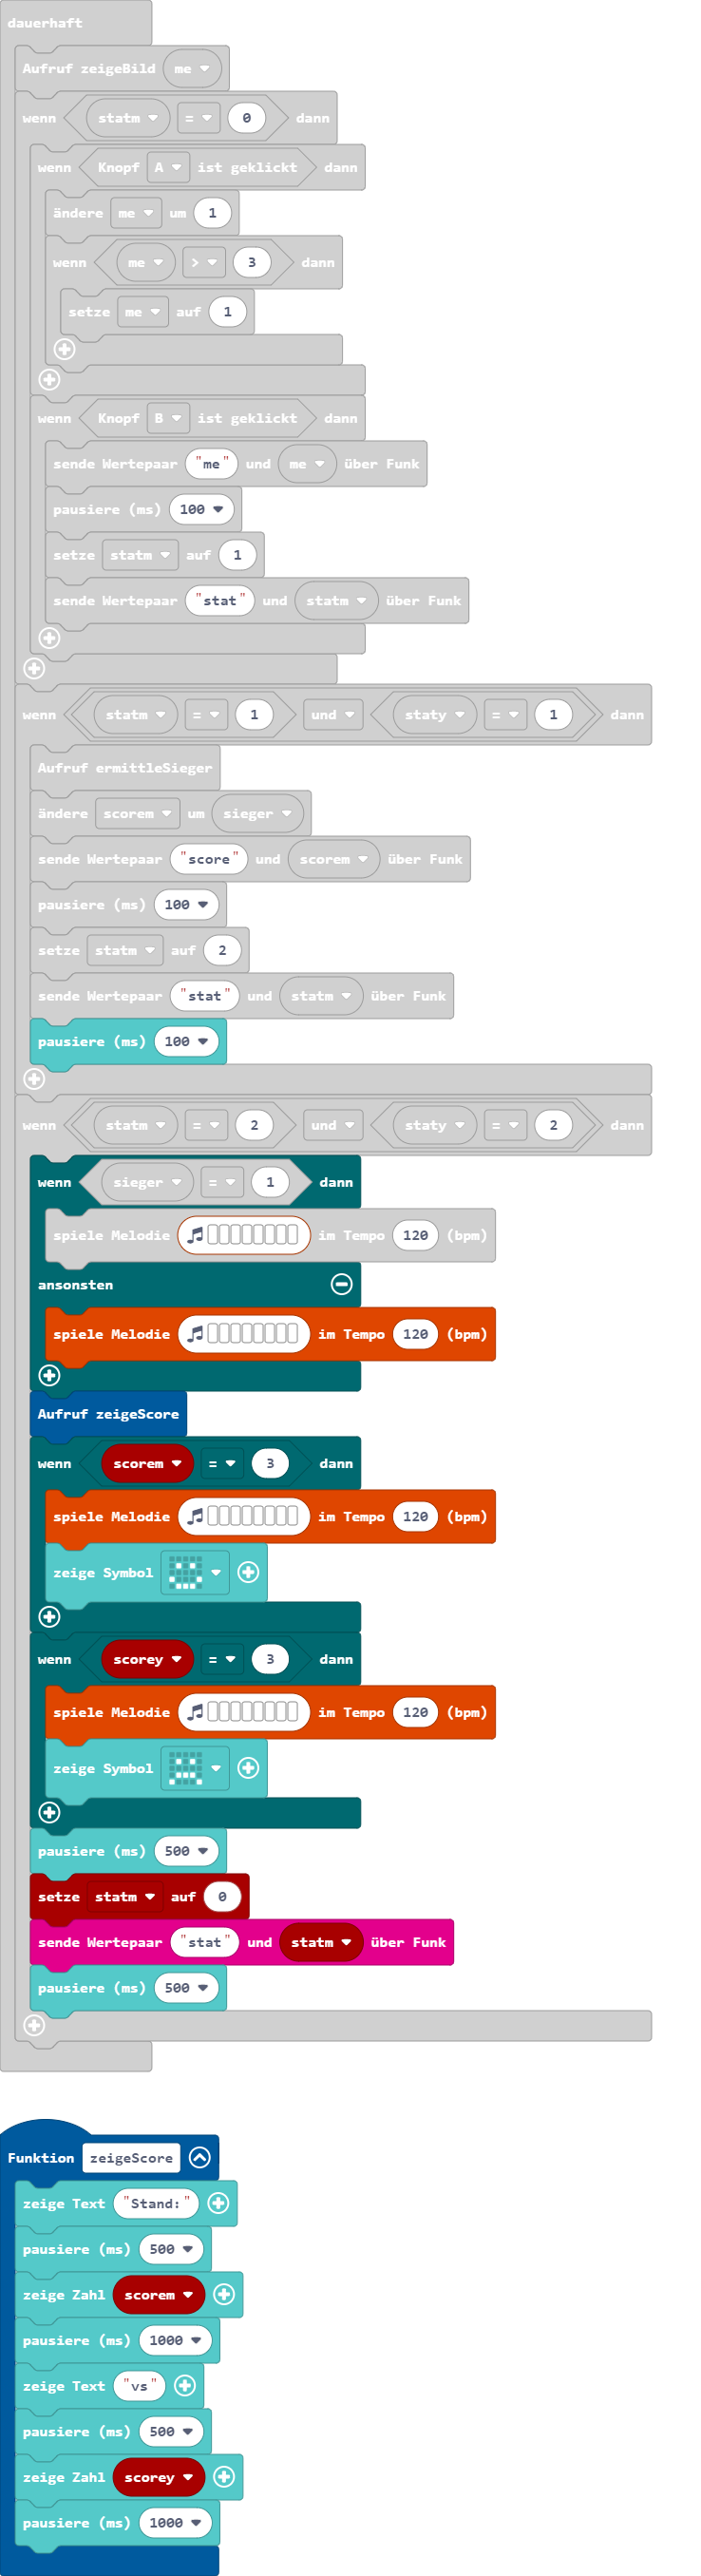 dauerhaft
Aufruf zeigeBild me
wenn statm = 0 dann
wenn Knopf A ist geklickt dann
ändere me um 1
wenn me > 3 dann
setze me auf 1
wenn Knopf B ist geklickt dann
sende Wertepaar "me" und me über Funk
pausiere (ms) 100
setze statm auf 1
sende Wertepaar "stat" und statm über Funk
wenn statm = 1 und staty = 1 dann
Aufruf ermittleSieger
ändere scorem um sieger
sende Wertepaar "score" und scorem über Funk
pausiere (ms) 100
setze statm auf 2
sende Wertepaar "stat" und statm über Funk
pausiere (ms) 100
wenn statm = 2 und staty = 2 dann
wenn sieger = 1 dann
spiele Melodie im Tempo 120 (bpm)
ansonsten
spiele Melodie im Tempo 120 (bpm)
Aufruf zeigeScore
wenn scorem = 3 dann
spiele Melodie im Tempo 120 (bpm)
zeige Symbol
wenn scorey = 3 dann
spiele Melodie im Tempo 120 (bpm)
zeige Symbol
pausiere (ms) 500
setze statm auf 0
sende Wertepaar "stat" und statm über Funk
pausiere (ms) 500
Funktion zeigeScore
zeige Text "Stand:"
pausiere (ms) 500
zeige Zahl scorem
pausiere (ms) 1000
zeige Text "vs"
pausiere (ms) 500
zeige Zahl scorey
pausiere (ms) 1000